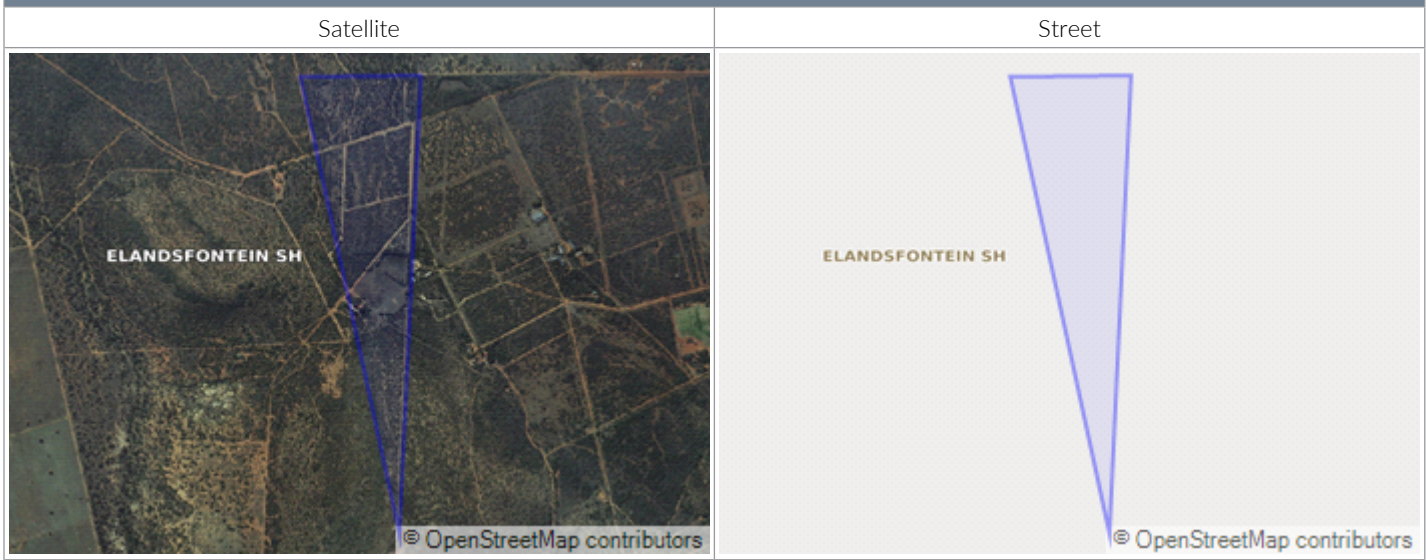 Satellite
Street
ELANDSFONTEIN SH
ELANDSFONTEIN SH
© OpenStreetMap contributors
© OpenStreetMap contributors